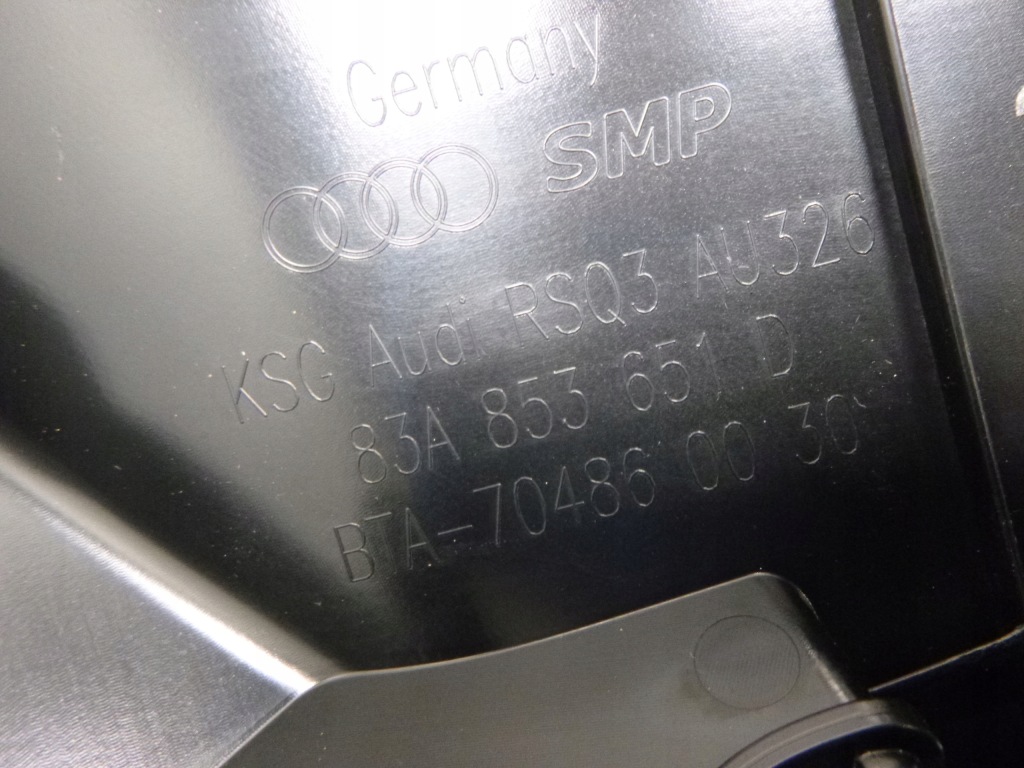 Germany
SMP
KSG Audi RSQ3 AU326
83A 853 651 D
BTA-70486 00 30